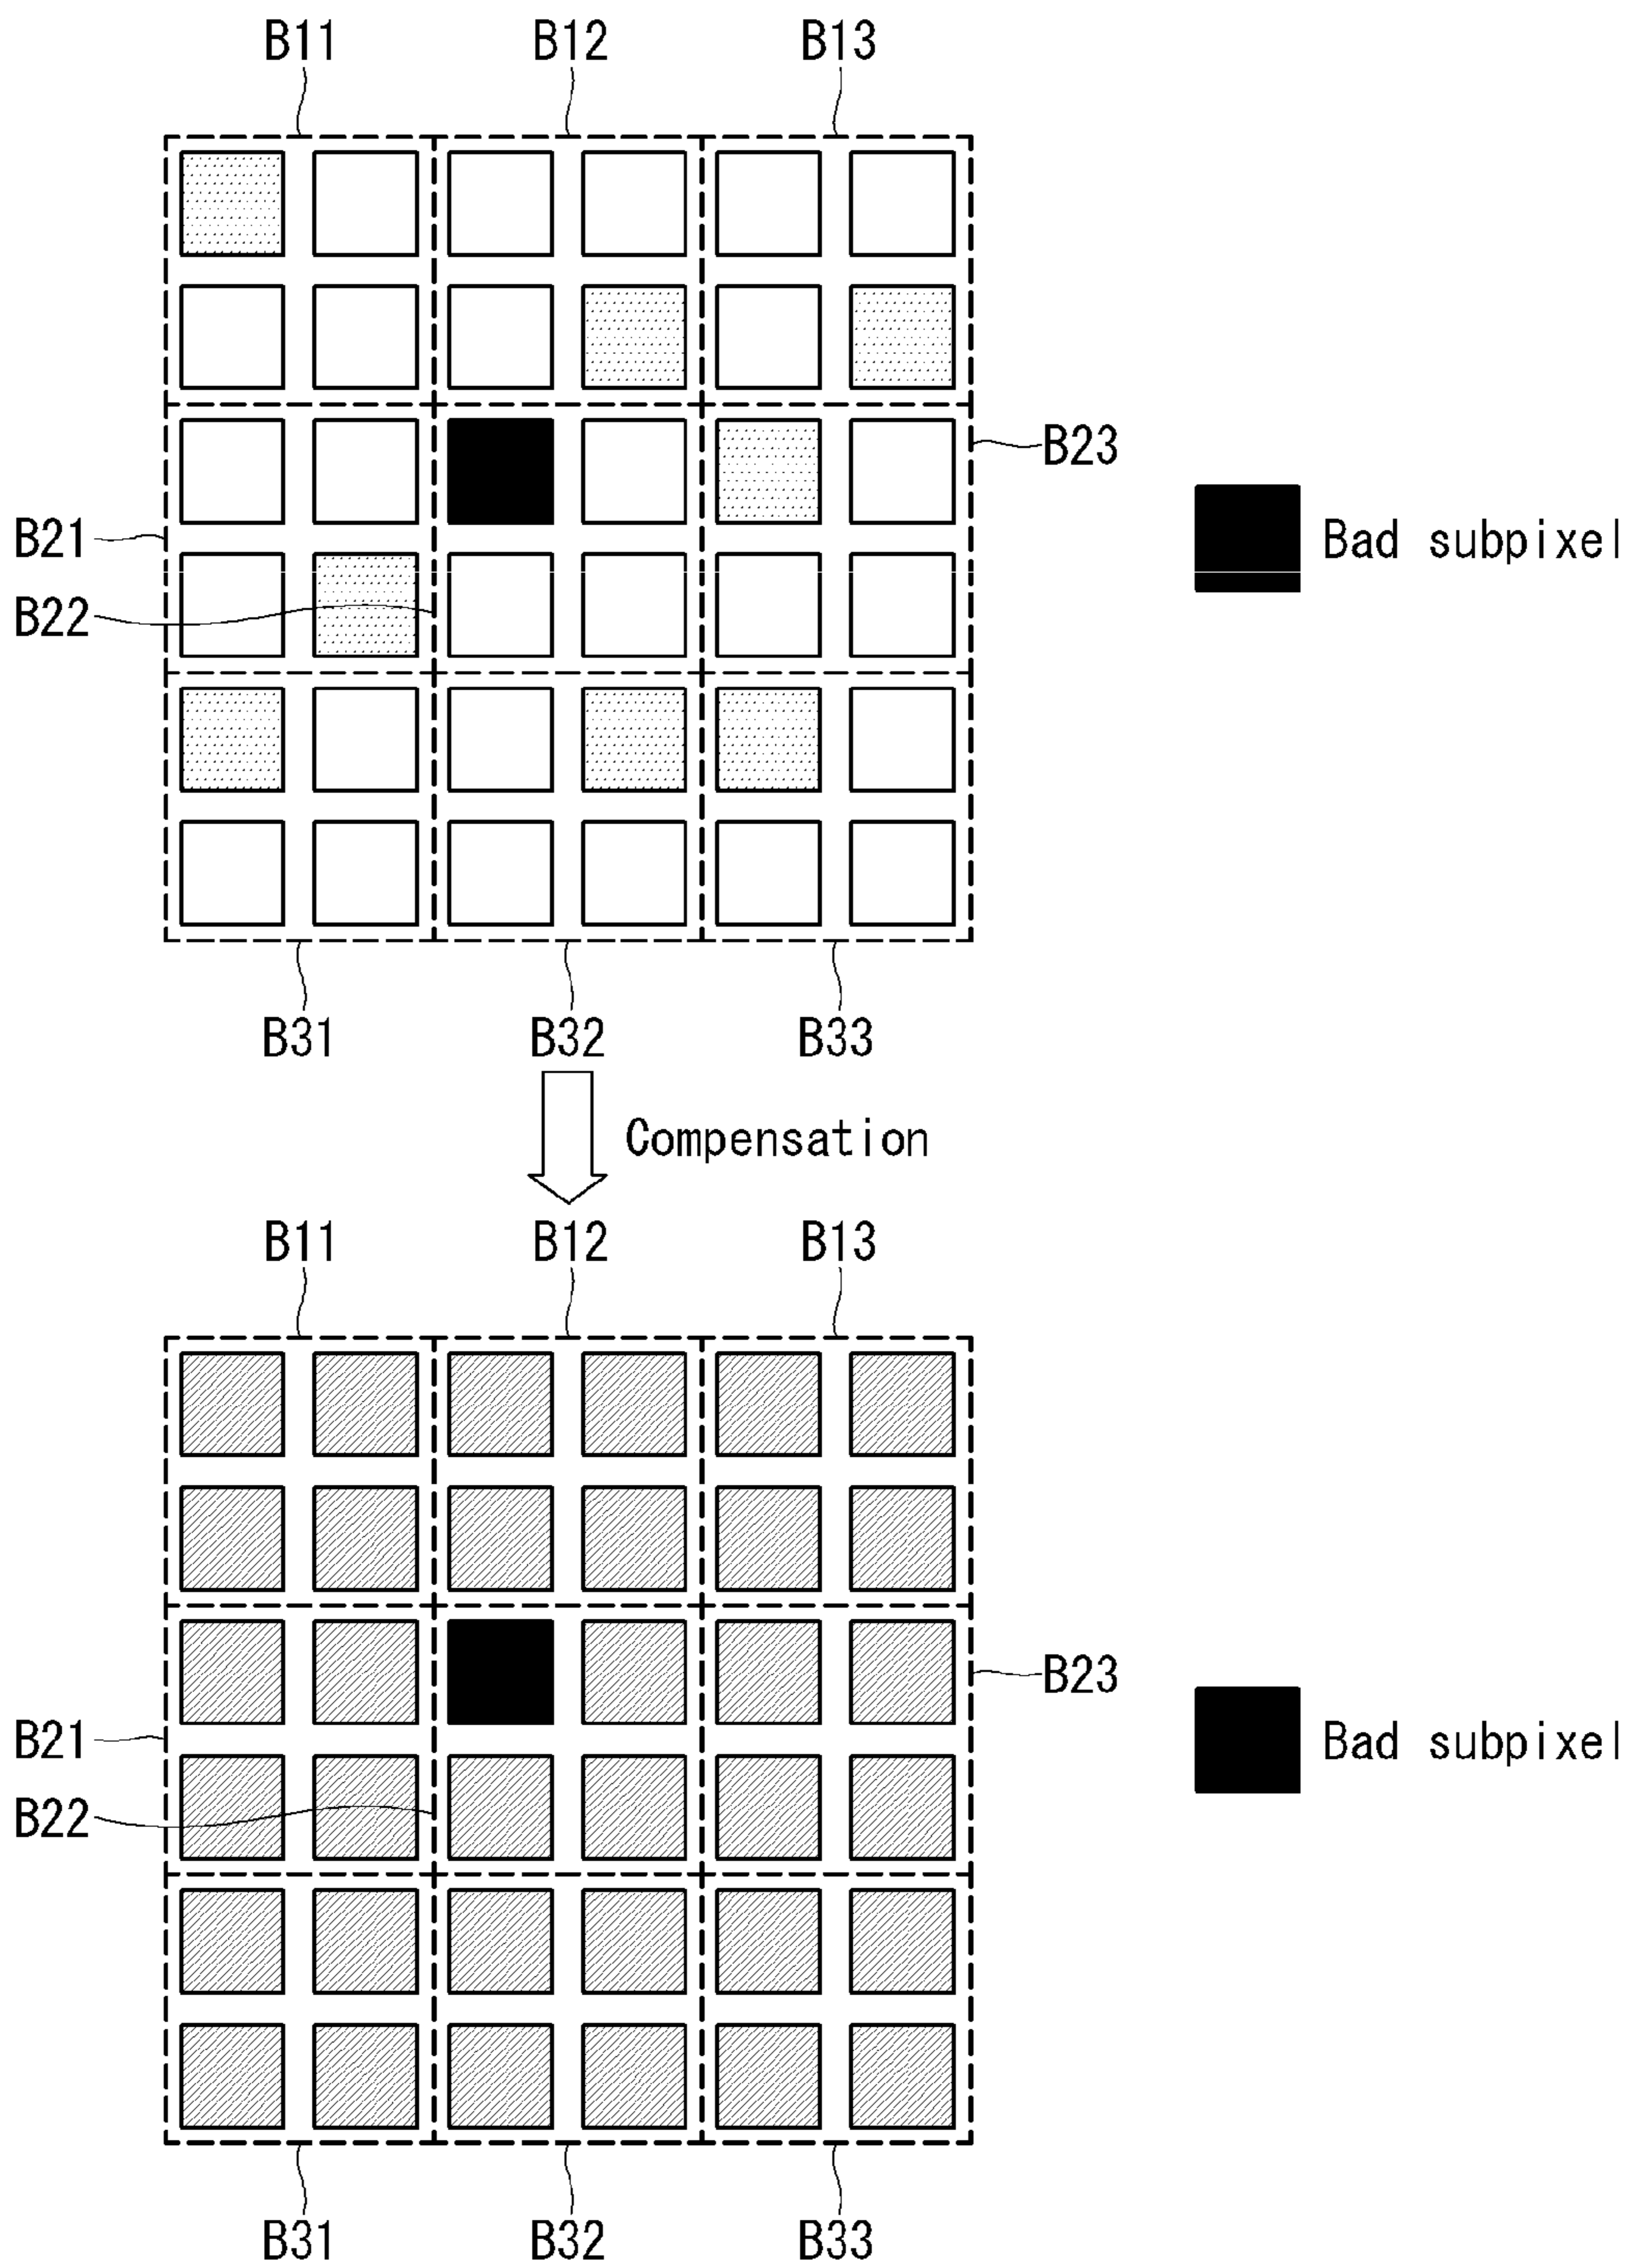 B11 B12 B13
B23
Bad subpixel
B21
B22
B31 B32 B33
Compensation
B11 B12 B13
B23
Bad subpixel
B21
B22
B31 B32 B33